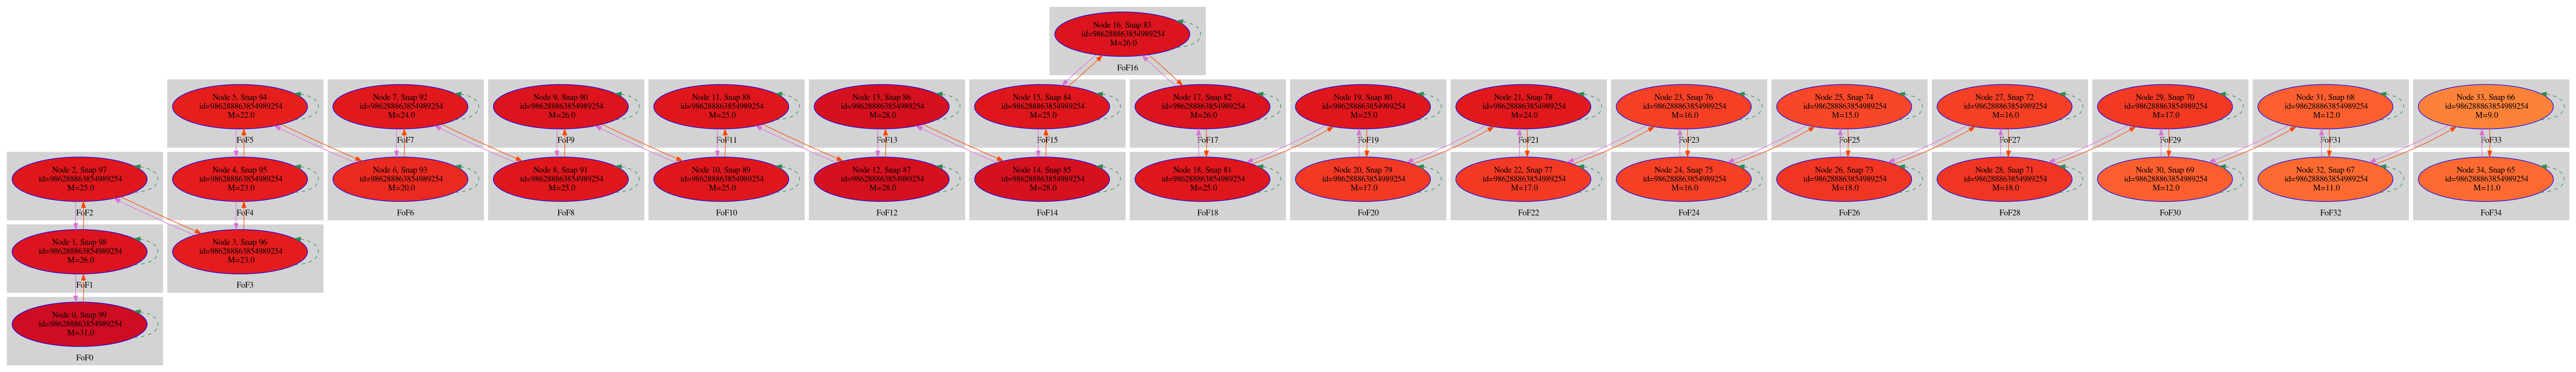 Node 16, Snap 83
id=986288863854989254
M=26.0
FoF16
Node 5, Snap 94
id=986288863854989254
M=22.0
FoF5
Node 7, Snap 92
id=986288863854989254
M=24.0
FoF7
Node 9, Snap 90
id=986288863854989254
M=26.0
FoF9
Node 11, Snap 88
id=986288863854989254
M=25.0
FoF11
Node 13, Snap 86
id=986288863854989254
M=28.0
FoF13
Node 15, Snap 84
id=986288863854989254
M=25.0
FoF15
Node 17, Snap 82
id=986288863854989254
M=26.0
FoF17
Node 19, Snap 80
id=986288863854989254
M=25.0
FoF19
Node 21, Snap 78
id=986288863854989254
M=24.0
FoF21
Node 23, Snap 76
id=986288863854989254
M=16.0
FoF23
Node 25, Snap 74
id=986288863854989254
M=15.0
FoF25
Node 27, Snap 72
id=986288863854989254
M=16.0
FoF27
Node 29, Snap 70
id=986288863854989254
M=17.0
FoF29
Node 31, Snap 68
id=986288863854989254
M=12.0
FoF31
Node 33, Snap 66
id=986288863854989254
M=9.0
FoF33
Node 2, Snap 97
id=986288863854989254
M=25.0
FoF2
Node 4, Snap 95
id=986288863854989254
M=23.0
FoF4
Node 6, Snap 93
id=986288863854989254
M=20.0
FoF6
Node 8, Snap 91
id=986288863854989254
M=25.0
FoF8
Node 10, Snap 89
id=986288863854989254
M=25.0
FoF10
Node 12, Snap 87
id=986288863854989254
M=28.0
FoF12
Node 14, Snap 85
id=986288863854989254
M=28.0
FoF14
Node 18, Snap 81
id=986288863854989254
M=25.0
FoF18
Node 20, Snap 79
id=986288863854989254
M=17.0
FoF20
Node 22, Snap 77
id=986288863854989254
M=17.0
FoF22
Node 24, Snap 75
id=986288863854989254
M=16.0
FoF24
Node 26, Snap 73
id=986288863854989254
M=18.0
FoF26
Node 28, Snap 71
id=986288863854989254
M=18.0
FoF28
Node 30, Snap 69
id=986288863854989254
M=12.0
FoF30
Node 32, Snap 67
id=986288863854989254
M=11.0
FoF32
Node 34, Snap 65
id=986288863854989254
M=11.0
FoF34
Node 1, Snap 98
id=986288863854989254
M=26.0
FoF1
Node 3, Snap 96
id=986288863854989254
M=23.0
FoF3
Node 0, Snap 99
id=986288863854989254
M=31.0
FoF0